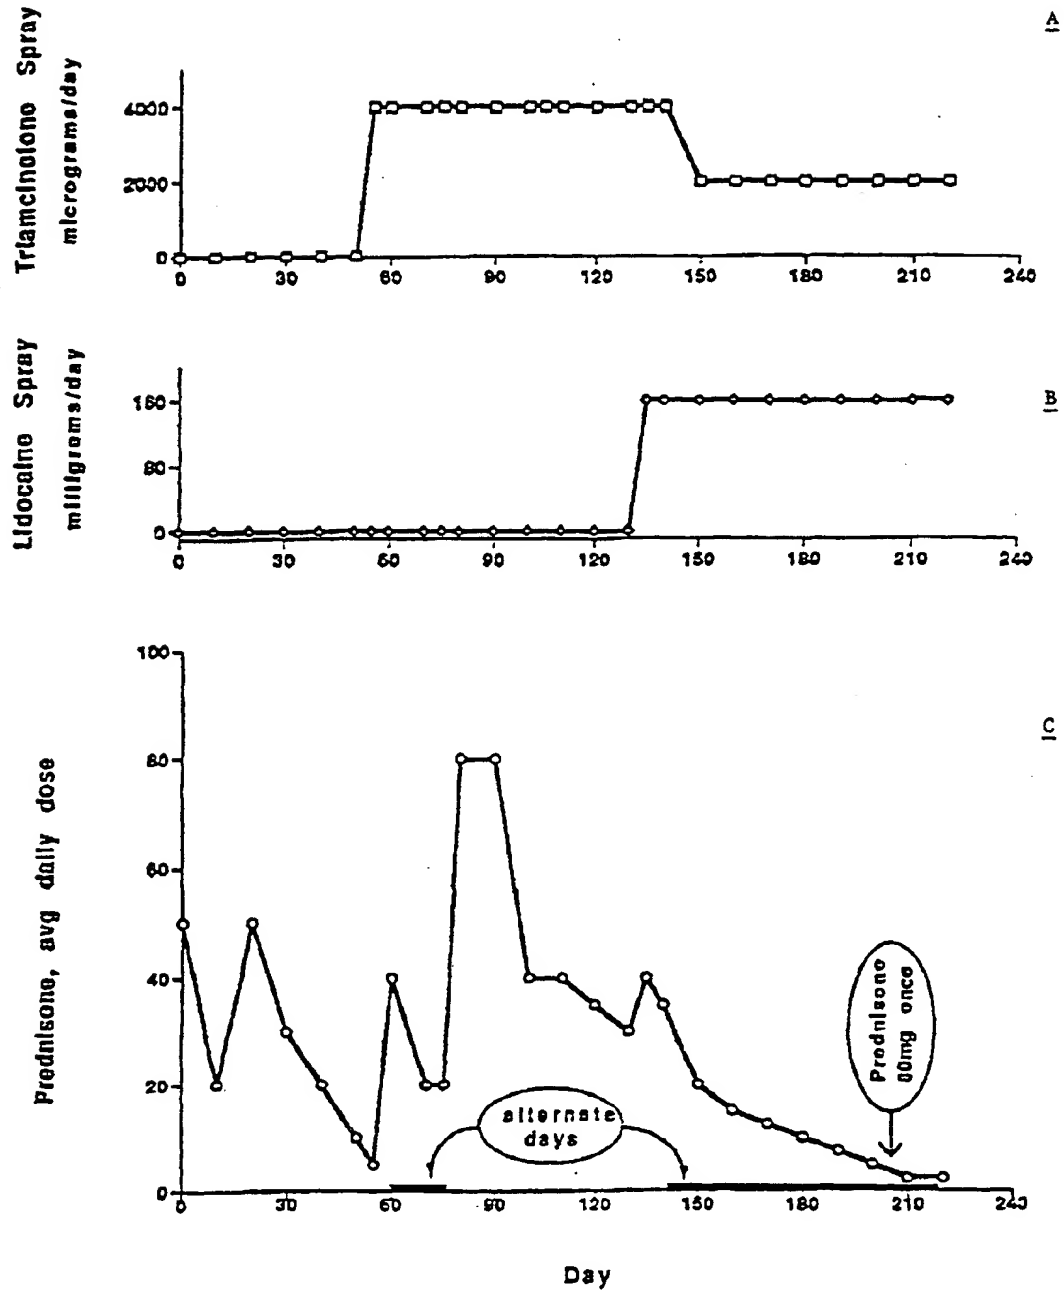 A
Triamcinolone Spray
micrograms/day
4000
2000
0
0 30 60 90 120 150 180 210 240
B
Lidocaine Spray
milligrams/day
160
80
0
0 30 60 90 120 150 180 210 240
C
Prednisone, avg daily dose
100
80
60
40
20
0
alternate
days
Prednisone
once
0 30 60 90 120 150 180 210 240
Day